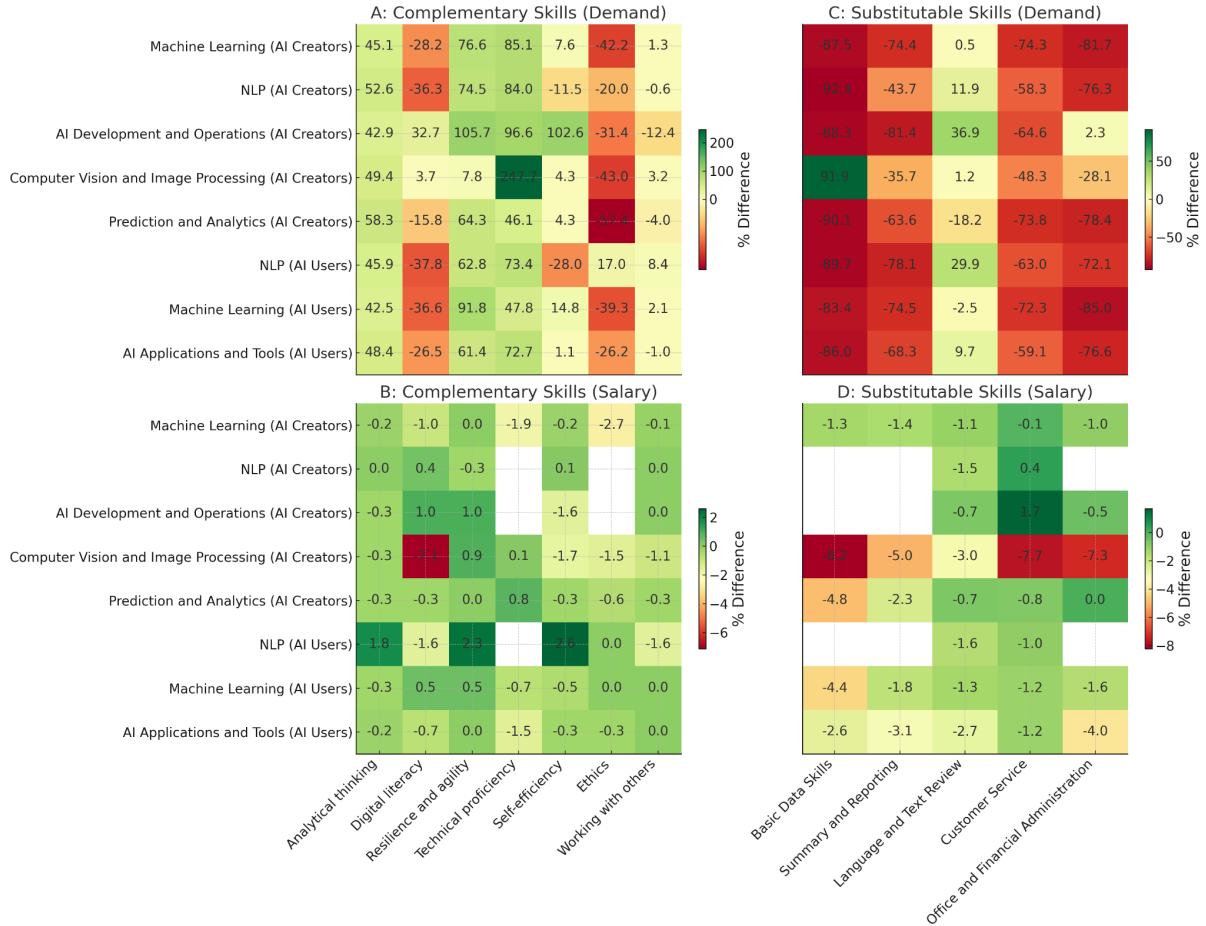 A: Complementary Skills (Demand)
C: Substitutable Skills (Demand)
Machine Learning (AI Creators) 45.1 -28.2 76.6 85.1 7.6 -42.2 1.3
-87.5 -74.4 0.5 -74.3 -81.7
NLP (AI Creators) 52.6 -36.3 74.5 84.0 -11.5 -20.0 -0.6
-92.4 -43.7 11.9 -58.3 -76.3
AI Development and Operations (AI Creators) 42.9 32.7 105.7 96.6 102.6 -31.4 -12.4
-88.3 -81.4 36.9 -64.6 2.3
Computer Vision and Image Processing (AI Creators) 49.4 3.7 7.8 247.7 4.3 -43.0 3.2
91.9 -35.7 1.2 -48.3 -28.1
Prediction and Analytics (AI Creators) 58.3 -15.8 64.3 46.1 4.3 -4.0
-90.1 -63.6 -18.2 -73.8 -78.4
NLP (AI Users) 45.9 -37.8 62.8 73.4 -28.0 17.0 8.4
-89.7 -78.1 29.9 -63.0 -72.1
Machine Learning (AI Users) 42.5 -36.6 91.8 47.8 14.8 -39.3 2.1
-83.4 -74.5 -2.5 -72.3 -85.0
AI Applications and Tools (AI Users) 48.4 -26.5 61.4 72.7 1.1 -26.2 -1.0
-86.0 -68.3 9.7 -59.1 -76.6
200
0
% Difference
50
0
−50
% Difference
B: Complementary Skills (Salary)
D: Substitutable Skills (Salary)
Machine Learning (AI Creators) -0.2 -1.0 0.0 -1.9 -0.2 -2.7 -0.1
-1.3 -1.4 -1.1 -0.1 -1.0
NLP (AI Creators) 0.0 0.4 -0.3 0.1 0.0
-1.5 0.4
AI Development and Operations (AI Creators) -0.3 1.0 1.0 -1.6 0.0
-0.7 1.7 -0.5
Computer Vision and Image Processing (AI Creators) -0.3 -7.1 0.9 0.1 -1.7 -1.5 -1.1
-8.2 -5.0 -3.0 -7.7 -7.3
Prediction and Analytics (AI Creators) -0.3 -0.3 0.0 0.8 -0.3 -0.6 -0.3
-4.8 -2.3 -0.7 -0.8 0.0
NLP (AI Users) 1.8 -1.6 2.3 2.6 0.0 -1.6
-1.6 -1.0
Machine Learning (AI Users) -0.3 0.5 0.5 -0.7 -0.5 0.0 0.0
-4.4 -1.8 -1.3 -1.2 -1.6
AI Applications and Tools (AI Users) -0.2 -0.7 0.0 -1.5 -0.3 -0.3 0.0
-2.6 -3.1 -2.7 -1.2 -4.0
2
0
−2
−4
−6
% Difference
0
−2
−4
−6
−8
% Difference
Analytical thinking
Digital literacy
Resilience and agility
Technical proficiency
Self-efficiency
Ethics
Working with others
Basic Data Skills
Summary and Reporting
Language and Text Review
Customer Service
Office and Financial Administration